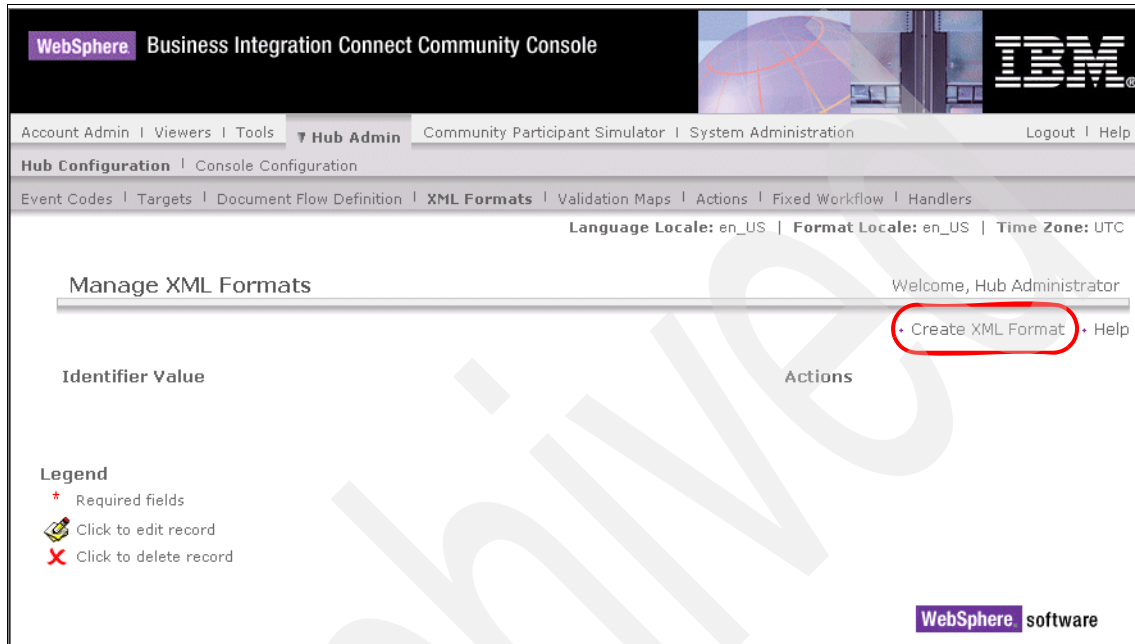 WebSphere. Business Integration Connect Community Console
IBM®
Account Admin | Viewers | Tools Hub Admin Community Participant Simulator | System Administration Logout | Help
Hub Configuration | Console Configuration
Event Codes | Targets | Document Flow Definition | XML Formats | Validation Maps | Actions | Fixed Workflow | Handlers
Language Locale: en_US | Format Locale: en_US | Time Zone: UTC
Manage XML Formats Welcome, Hub Administrator
Create XML Format Help
Identifier Value Actions
Legend
* Required fields
Click to edit record
Click to delete record
WebSphere. software
hived